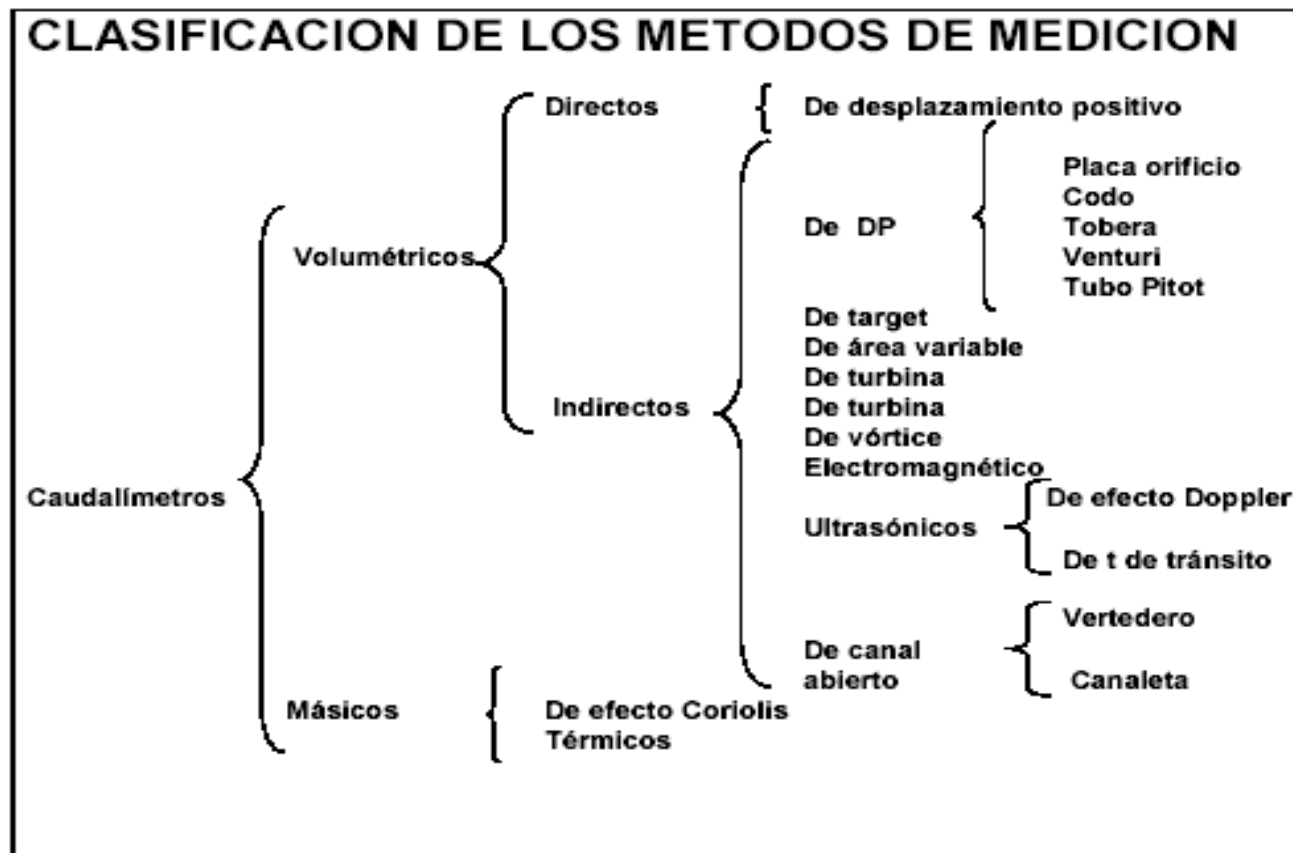 CLASIFICACION DE LOS METODOS DE MEDICION
Directos
De desplazamiento positivo
Placa orificio
Codo
De DP
Tobera
Volumétricos
Venturi
Tubo Pitot
De target
De área variable
De turbina
Indirectos
De turbina
De vórtice
Electromagnético
Caudalímetros
De efecto Doppler
Ultrasónicos
De t de tránsito
Vertedero
De canal
abierto
Canaleta
Másicos
De efecto Coriolis
Térmicos